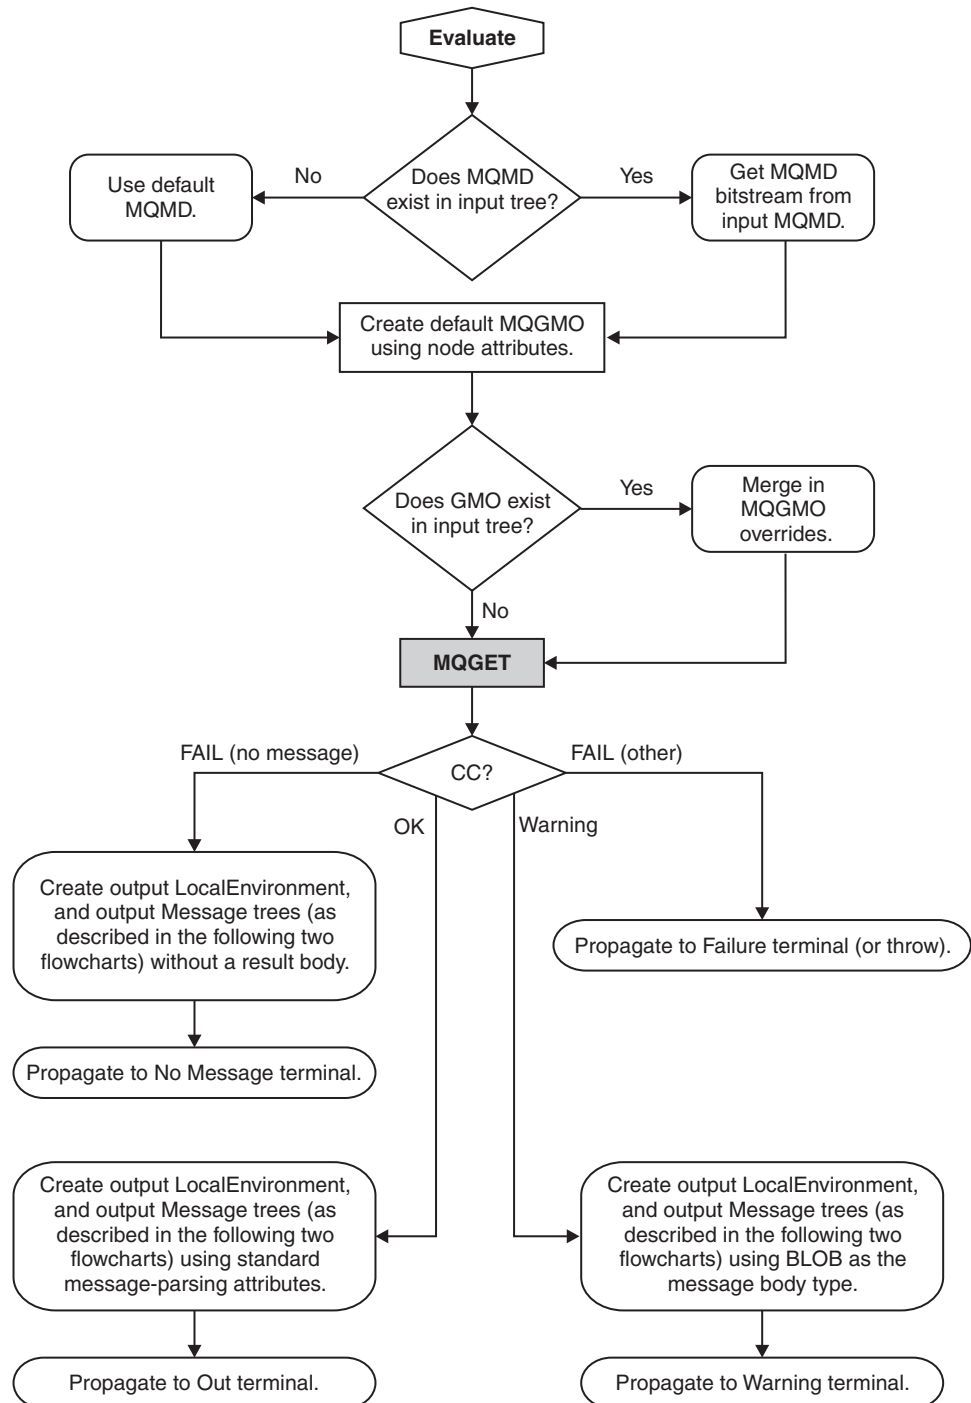 Evaluate
Does MQMD
exist in input tree?
No
Yes
Use default
MQMD.
Get MQMD
bitstream from
input MQMD.
Create default MQGMO
using node attributes.
Does GMO exist
in input tree?
Yes
Merge in
MQGMO
overrides.
No
MQGET
CC?
FAIL (no message)
FAIL (other)
OK
Warning
Create output LocalEnvironment,
and output Message trees (as
described in the following two
flowcharts) without a result body.
Propagate to Failure terminal (or throw).
Propagate to No Message terminal.
Create output LocalEnvironment,
and output Message trees (as
described in the following two
flowcharts) using standard
message-parsing attributes.
Create output LocalEnvironment,
and output Message trees (as
described in the following two
flowcharts) using BLOB as the
message body type.
Propagate to Out terminal.
Propagate to Warning terminal.